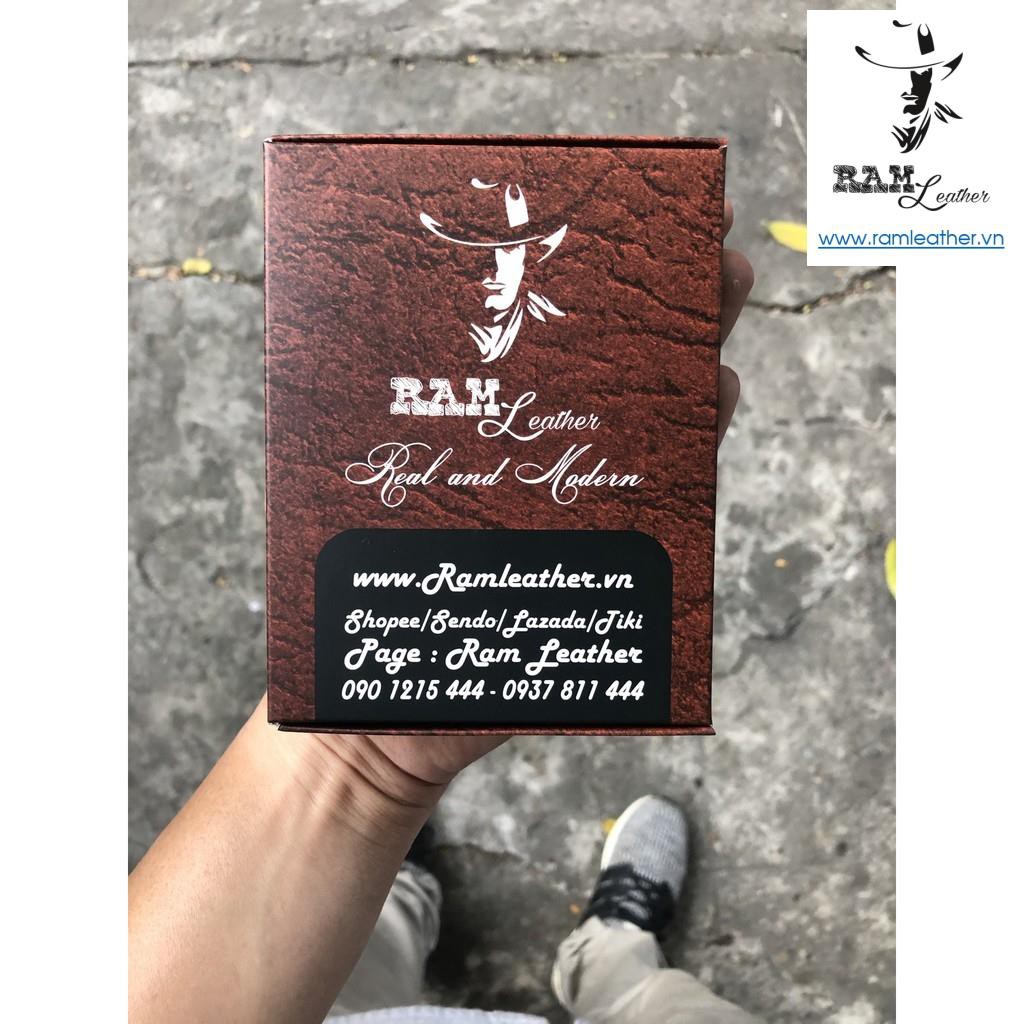 RAM Leather
www.ramleather.vn
RAM Leather
Real and Modern
www.Ramleather.vn
Shopee/Sendo/Lazada/Tiki
Page : Ram Leather
090 1215 444 - 0937 811 444